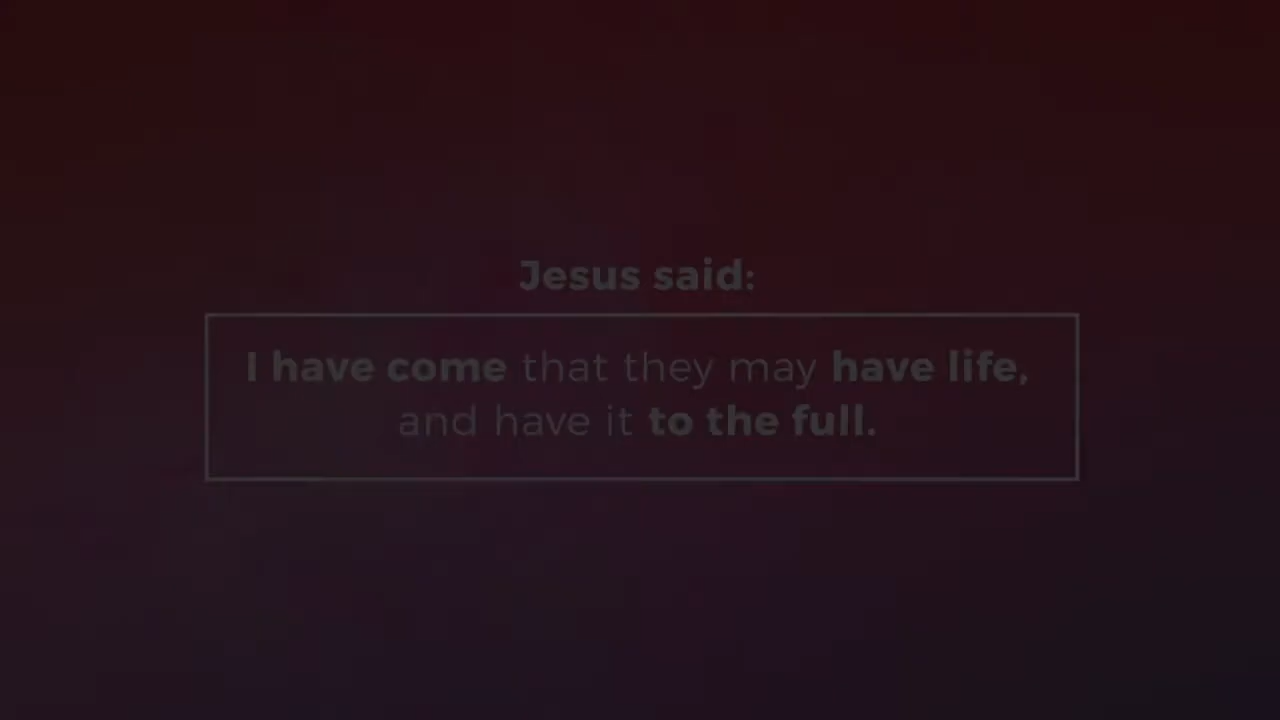 Jesus said:
I have come that they may have life,
and have it to the full.